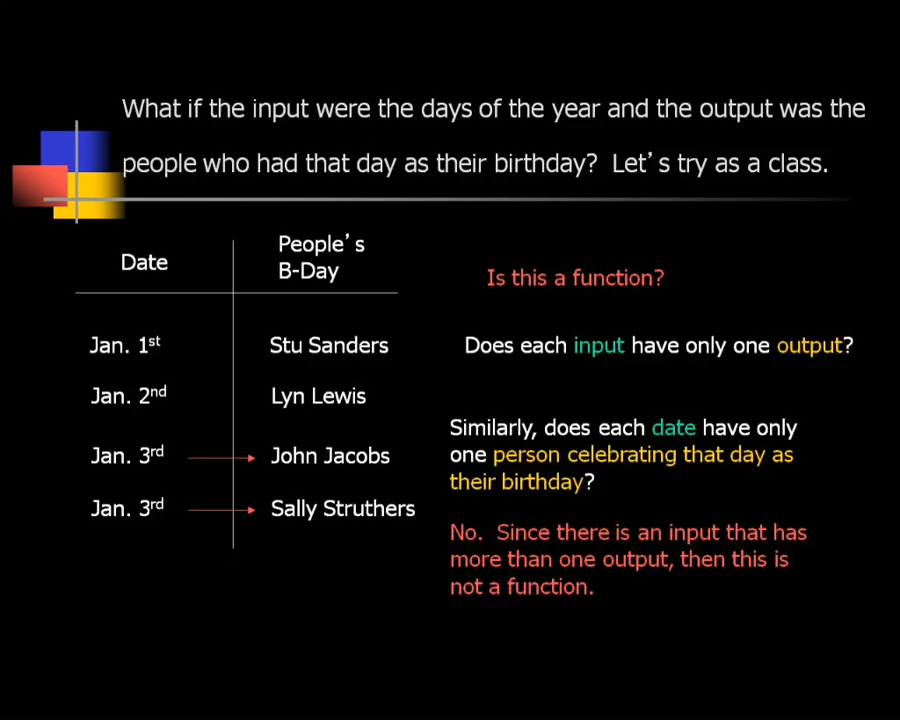 What if the input were the days of the year and the output was the
people who had that day as their birthday? Let's try as a class.
Date
People's
B-Day
Jan. 1st
Stu Sanders
Jan. 2nd
Lyn Lewis
Jan. 3rd
John Jacobs
Jan. 3rd
Sally Struthers
Is this a function?
Does each input have only one output?
Similarly, does each date have only
one person celebrating that day as
their birthday?
No. Since there is an input that has
more than one output, then this is
not a function.